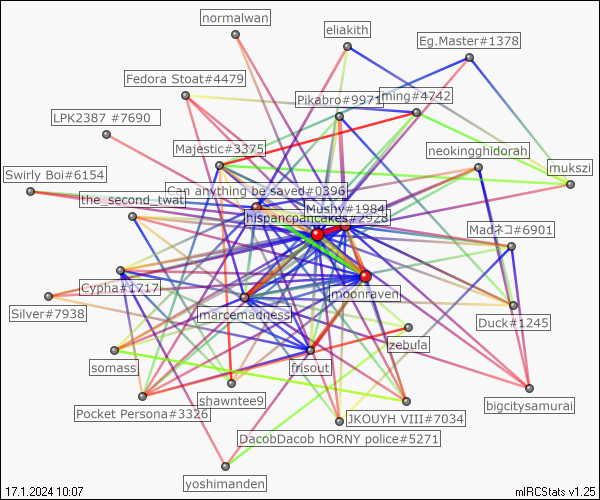 normalwan
eliakith
Eg.Master#1378
Fedora Stoat#4479
Pikabro#9971
ming#4742
LPK2387 #7690
Majestic#3375
neokingghidorah
Swirly Boi#6154
mukszi
the_second_twat
Can anything be saved#0396
Mushy#1984
hispancpancakes#2928
Madネコ#6901
Cypha#1717
moonraven
Silver#7938
marcemadness
Duck#1245
zebula
somass
frisout
shawntee9
bigcitysamurai
Pocket Persona#3326
JKOUYH VIII#7034
DacobDacob hORNY police#5271
yoshimanden
17.1.2024 10:07
mIRCStats v1.25